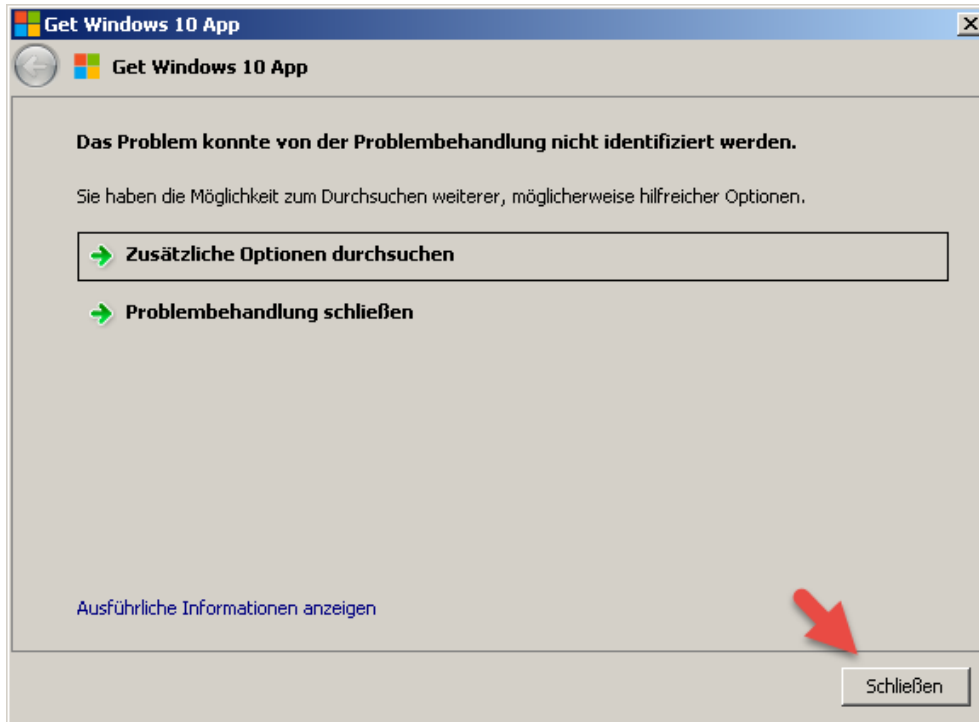 Get Windows 10 App
Get Windows 10 App
Das Problem konnte von der Problembehandlung nicht identifiziert werden.
Sie haben die Möglichkeit zum Durchsuchen weiterer, möglicherweise hilfreicher Optionen.
Zusätzliche Optionen durchsuchen
Problembehandlung schließen
Ausführliche Informationen anzeigen
Schließen